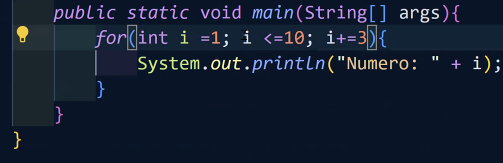 public static void main(String[] args){
for(int i =1; i <=10; i+=3){
System.out.println("Numero: " + i);
}
}
}